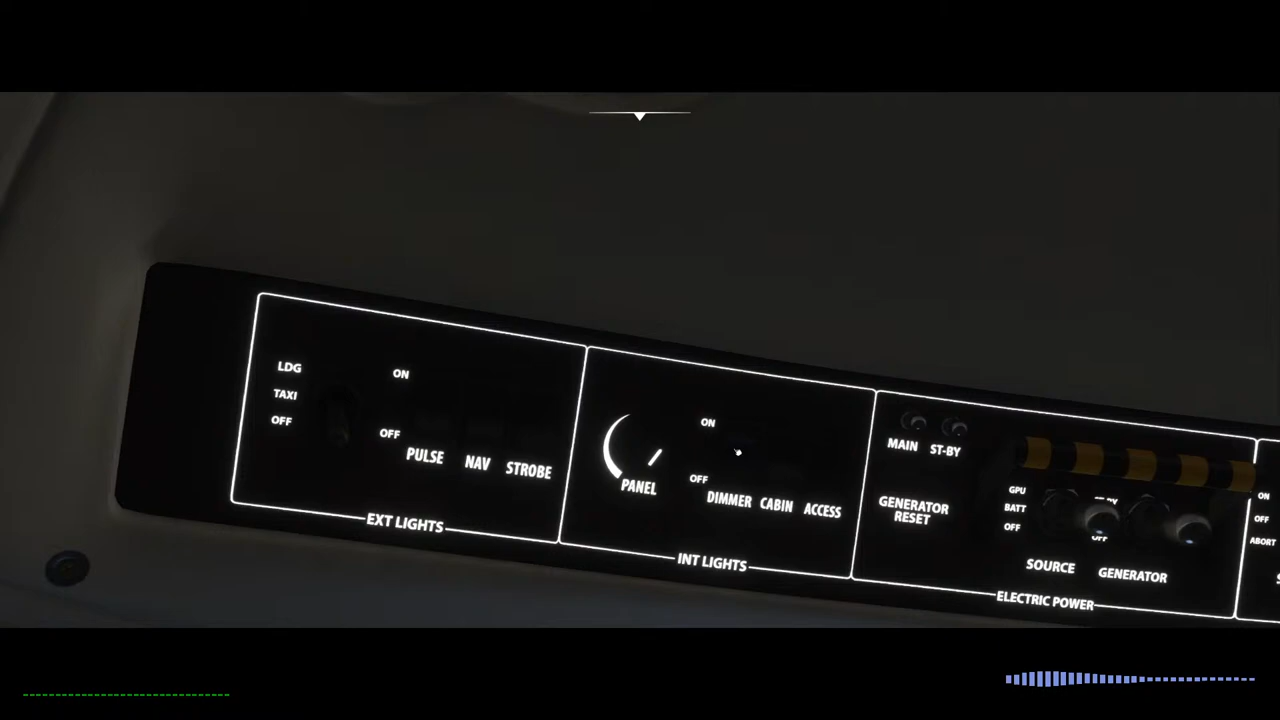 LDG
TAXI
OFF
ON
OFF
PULSE NAV STROBE
EXT LIGHTS
PANEL
ON
OFF
DIMMER CABIN ACCESS
INT LIGHTS
MAIN ST-BY
GENERATOR
RESET
GPU
BATT
OFF
OFF
SOURCE GENERATOR
ELECTRIC POWER
ON
OFF
ABORT